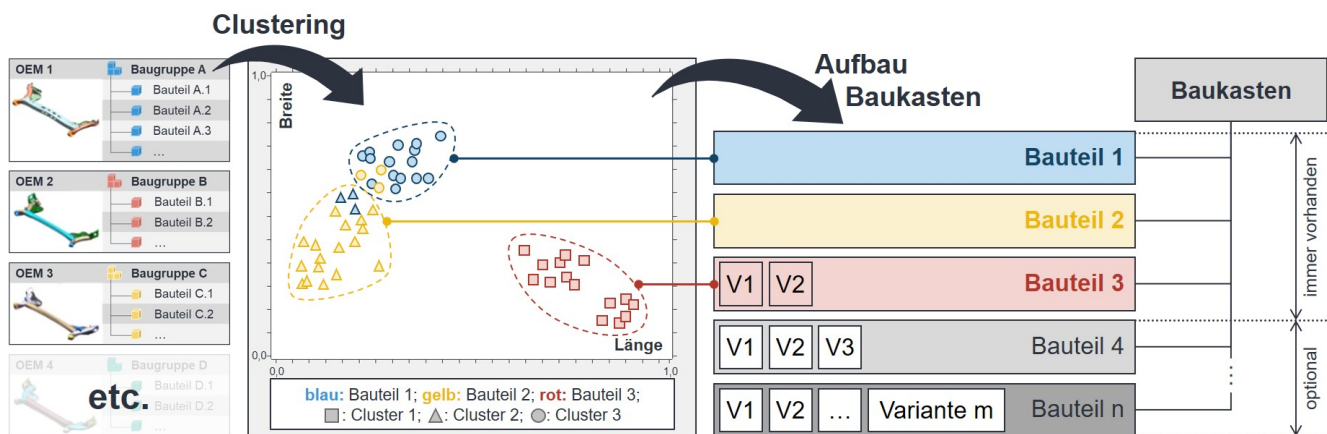 Clustering
OEM 1
Baugruppe A
Bauteil A.1
Bauteil A.2
Bauteil A.3
...
OEM 2
Baugruppe B
Bauteil B.1
Bauteil B.2
...
OEM 3
Baugruppe C
Bauteil C.1
Bauteil C.2
...
OEM 4
Baugruppe D
Bauteil D.1
Bauteil D.2
etc.
1,0
Breite
0,0
0.0
Länge
1.0
blau: Bauteil 1; gelb: Bauteil 2; rot: Bauteil 3;
: Cluster 1; : Cluster 2; : Cluster 3
Aufbau
Baukasten
Baukasten
Bauteil 1
Bauteil 2
V1 V2 Bauteil 3
V1 V2 V3 Bauteil 4
V1 V2 ... Variante m Bauteil n
immer vorhanden
optional